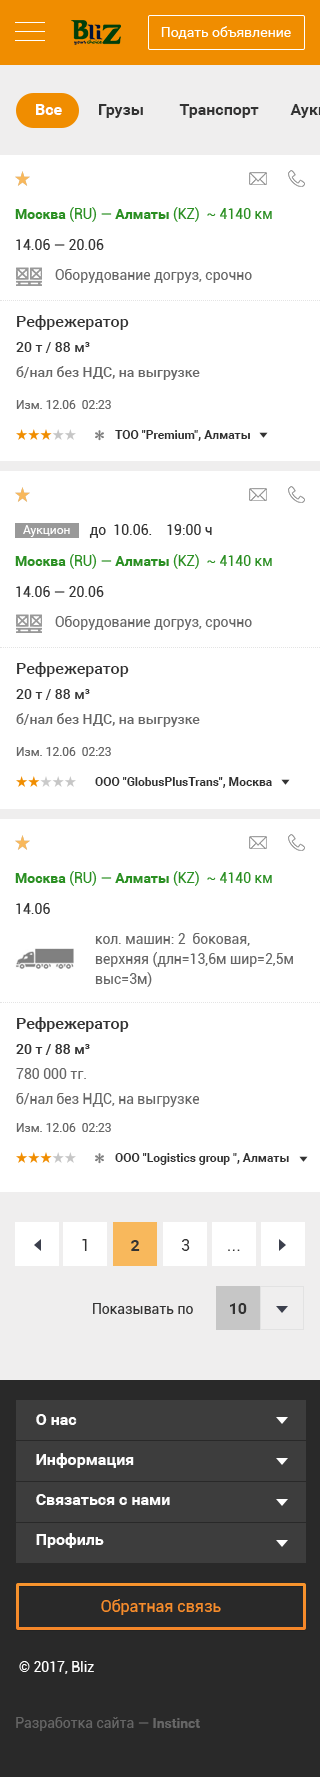 Bliz
your choice
Подать объявление
Все Грузы Транспорт Аук
Москва (RU) — Алматы (KZ) ~ 4140 км
14.06 — 20.06
Оборудование догруз, срочно
Рефрежератор
20 т / 88 м³
б/нал без НДС, на выгрузке
Изм. 12.06 02:23
ТОО "Premium", Алматы
Аукцион до 10.06. 19:00 ч
Москва (RU) — Алматы (KZ) ~ 4140 км
14.06 — 20.06
Оборудование догруз, срочно
Рефрежератор
20 т / 88 м³
б/нал без НДС, на выгрузке
Изм. 12.06 02:23
ООО "GlobusPlusTrans", Москва
Москва (RU) — Алматы (KZ) ~ 4140 км
14.06
кол. машин: 2 боковая,
верхняя (длн=13,6м шир=2,5м
выс=3м)
Рефрежератор
20 т / 88 м³
780 000 тг.
б/нал без НДС, на выгрузке
Изм. 12.06 02:23
ООО "Logistics group ", Алматы
1 2 3 ...
Показывать по 10
О нас
Информация
Связаться с нами
Профиль
Обратная связь
© 2017, Bliz
Разработка сайта — Instinct